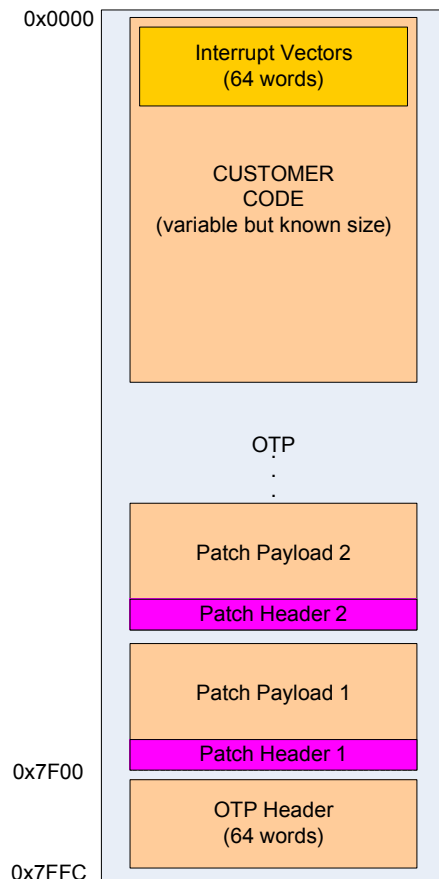 0x0000
Interrupt Vectors
(64 words)
CUSTOMER
CODE
(variable but known size)
OTP
.
.
.
Patch Payload 2
Patch Header 2
Patch Payload 1
Patch Header 1
0x7F00
OTP Header
(64 words)
0x7FFC